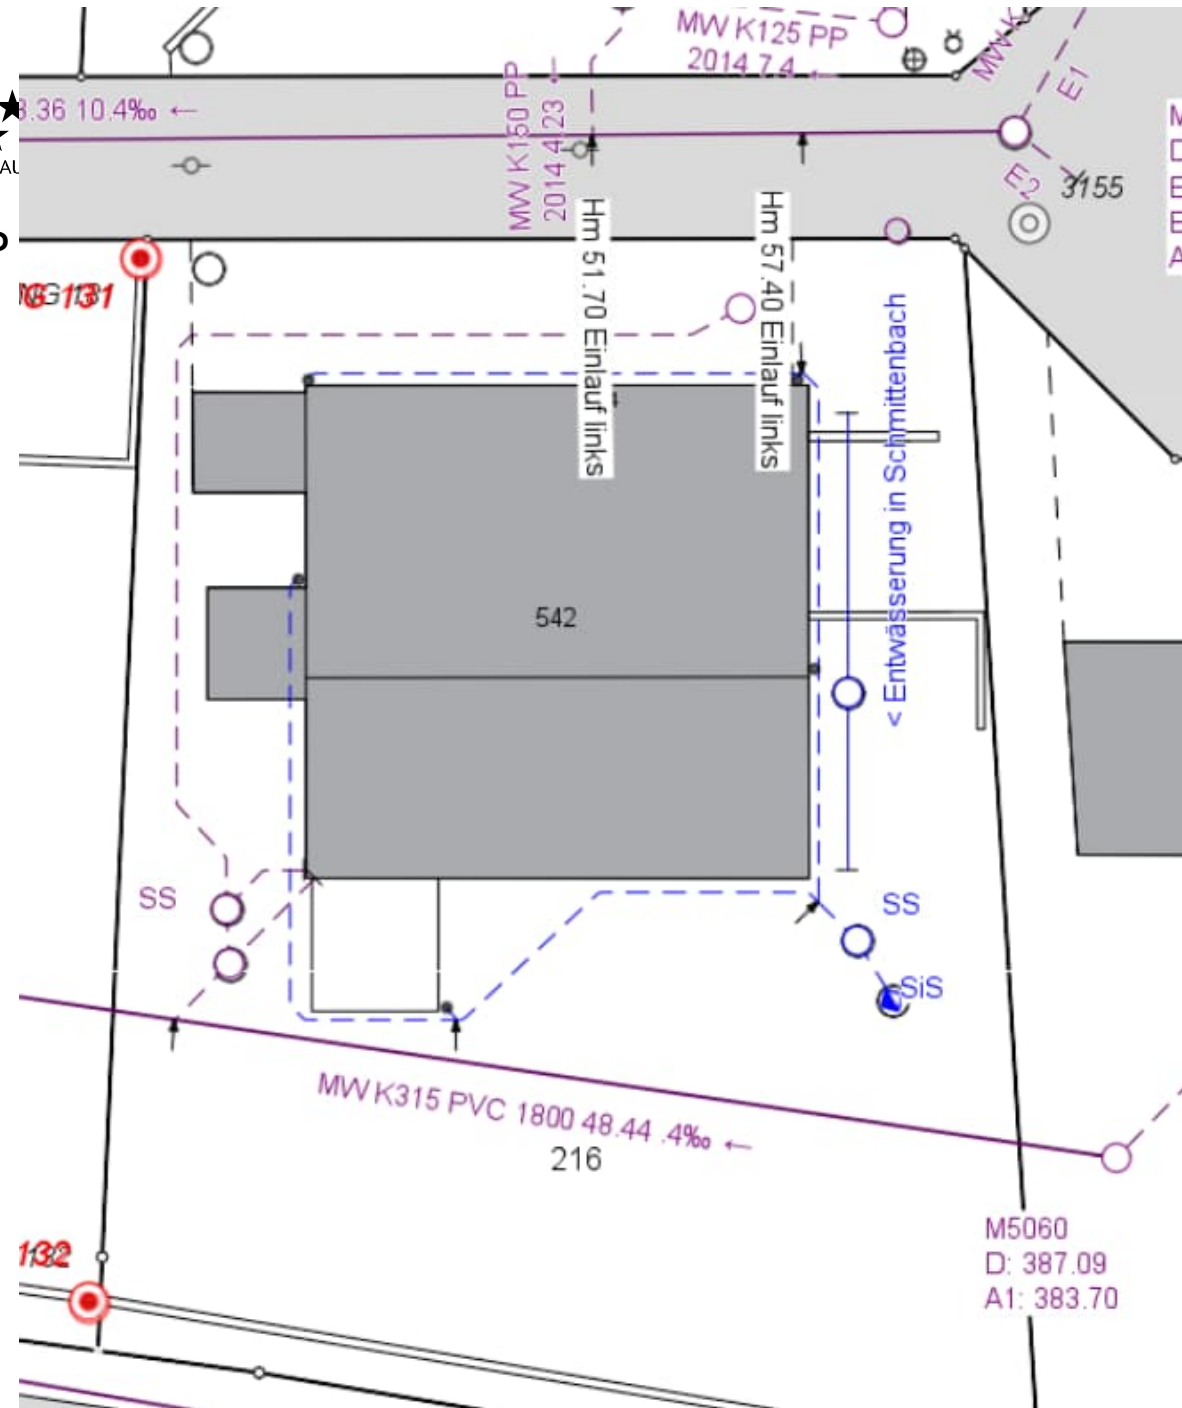 MW K125 PP
2014 7.4 ←
MW K
E1
3.36 10.4‰ ←
MW K150 PP
2014 4.23 ←
E2
3155
M
D
E
E
A
AU
Hm 51.70 Einlauf links
Hm 57.40 Einlauf links
131
< Entwässerung in Schmittenbach
542
SS
SS
SiS
MW K315 PVC 1800 48.44 .4‰ ←
216
M5060
D: 387.09
A1: 383.70
132